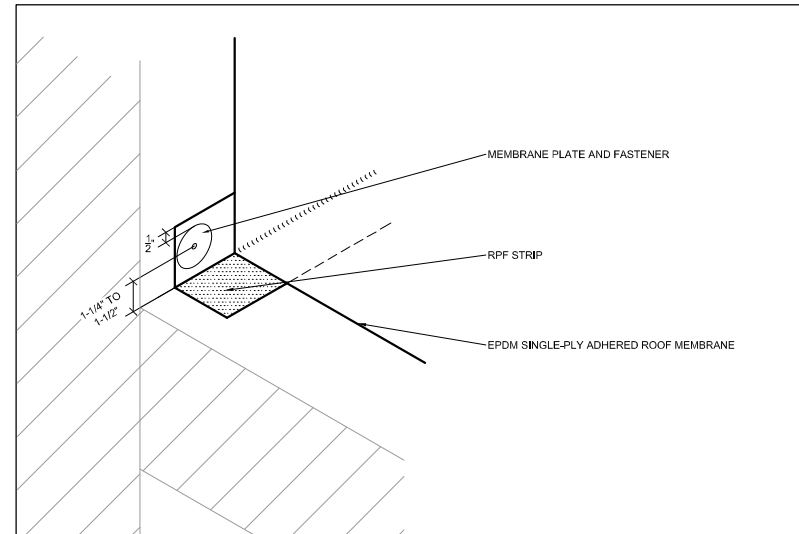 MEMBRANE PLATE AND FASTENER
1/2"
RPF STRIP
1-1/4" TO
1-1/2"
EPDM SINGLE-PLY ADHERED ROOF MEMBRANE